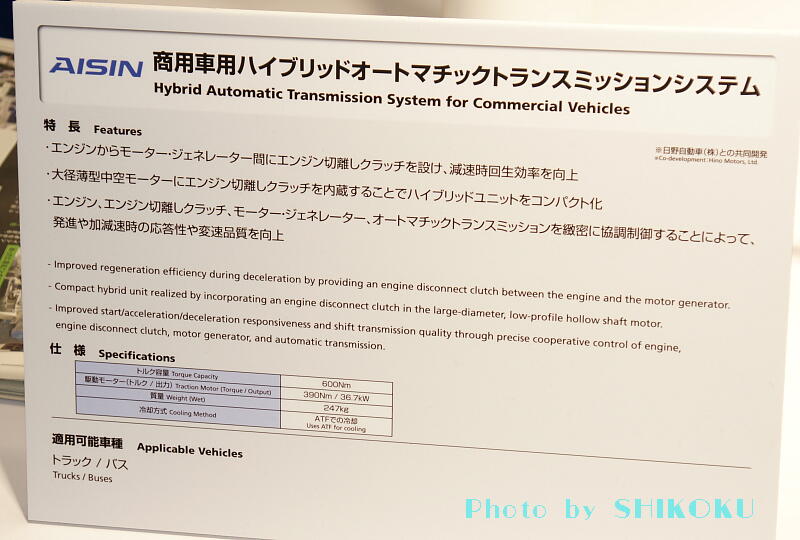 AISIN 商用車用ハイブリッドオートマチックトランスミッションシステム
Hybrid Automatic Transmission System for Commercial Vehicles
特 長 Features
※日野自動車(株)との共同開発
※Co-development : Hino Motors, Ltd.
・エンジンからモーター・ジェネレーター間にエンジン切離しクラッチを設け、減速時回生効率を向上
・大径薄型中空モーターにエンジン切離しクラッチを内蔵することでハイブリッドユニットをコンパクト化
・エンジン、エンジン切離しクラッチ、モーター・ジェネレーター、オートマチックトランスミッションを緻密に協調制御することによって、
発進や加減速時の応答性や変速品質を向上
- Improved regeneration efficiency during deceleration by providing an engine disconnect clutch between the engine and the motor generator.
- Compact hybrid unit realized by incorporating an engine disconnect clutch in the large-diameter, low-profile hollow shaft motor.
- Improved start/acceleration/deceleration responsiveness and shift transmission quality through precise cooperative control of engine,
engine disconnect clutch, motor generator, and automatic transmission.
仕 様 Specifications
トルク容量 Torque Capacity 600Nm
駆動モーター(トルク / 出力) Traction Motor (Torque / Output) 390Nm / 36.7kW
質量 Weight (Wet) 247kg
冷却方式 Cooling Method ATFでの冷却
Uses ATF for cooling
適用可能車種 Applicable Vehicles
トラック / バス
Trucks / Buses
Photo by SHIKOKU